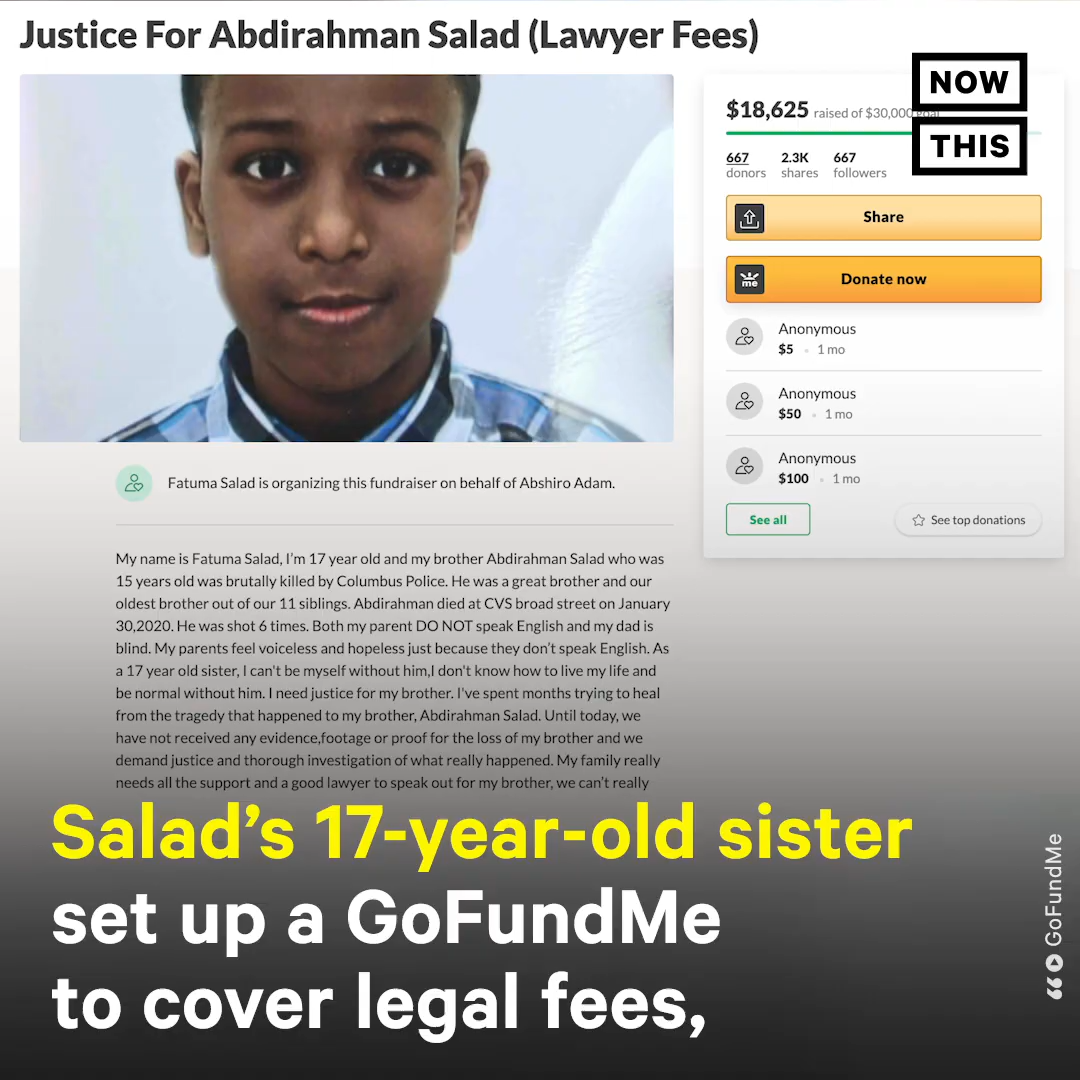 Justice For Abdirahman Salad (Lawyer Fees)
NOW
THIS
$18,625 raised of $30,000 goal
667 donors
2.3K shares
667 followers
Share
me
Donate now
Anonymous
$5 • 1 mo
Anonymous
$50 • 1 mo
Anonymous
$100 • 1 mo
See all
See top donations
Fatuma Salad is organizing this fundraiser on behalf of Abshiro Adam.
My name is Fatuma Salad, I'm 17 year old and my brother Abdirahman Salad who was
15 years old was brutally killed by Columbus Police. He was a great brother and our
oldest brother out of our 11 siblings. Abdirahman died at CVS broad street on January
30,2020. He was shot 6 times. Both my parent DO NOT speak English and my dad is
blind. My parents feel voiceless and hopeless just because they don't speak English. As
a 17 year old sister, I can't be myself without him,I don't know how to live my life and
be normal without him. I need justice for my brother. I've spent months trying to heal
from the tragedy that happened to my brother, Abdirahman Salad. Until today, we
have not received any evidence,footage or proof for the loss of my brother and we
demand justice and thorough investigation of what really happened. My family really
needs all the support and a good lawyer to speak out for my brother, we can't really
Salad's 17-year-old sister
set up a GoFundMe
to cover legal fees,
GoFundMe